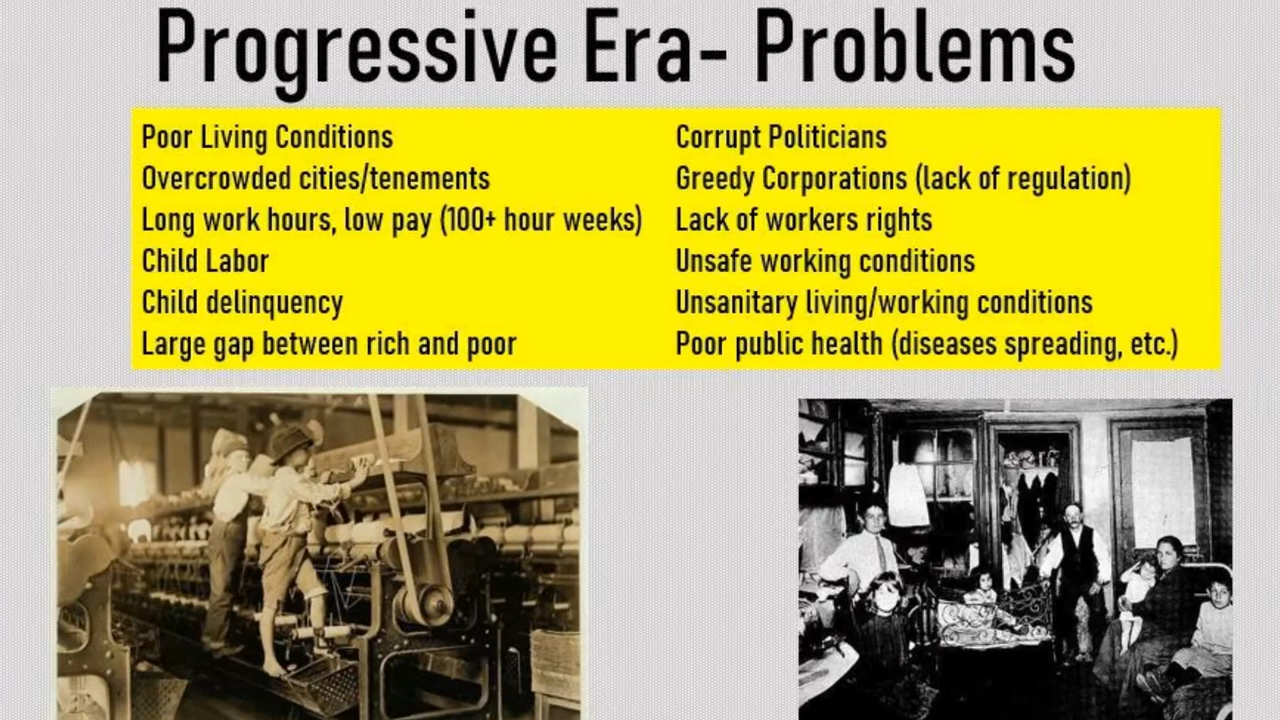 Progressive Era- Problems
Poor Living Conditions
Overcrowded cities/tenements
Long work hours, low pay (100+ hour weeks)
Child Labor
Child delinquency
Large gap between rich and poor
Corrupt Politicians
Greedy Corporations (lack of regulation)
Lack of workers rights
Unsafe working conditions
Unsanitary living/working conditions
Poor public health (diseases spreading, etc.)